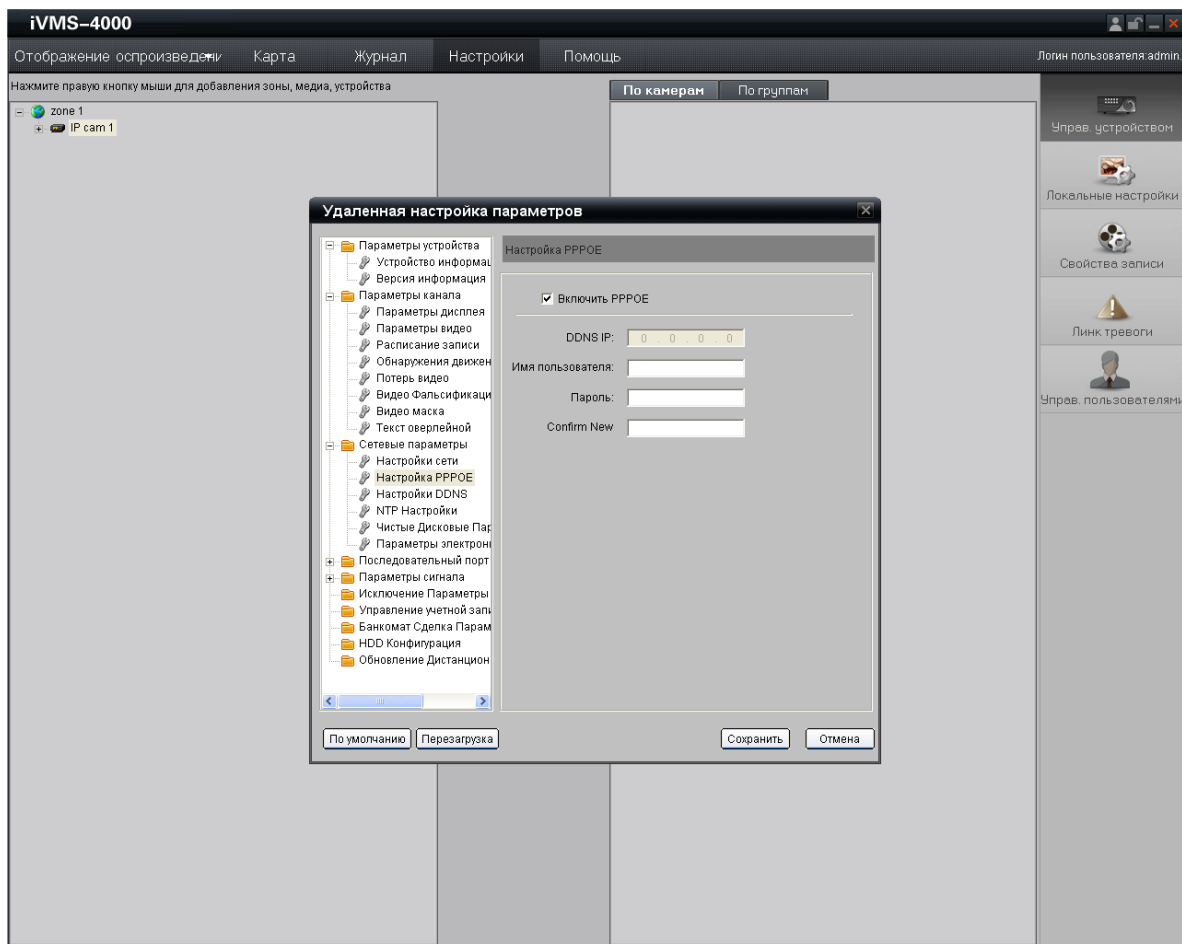 iVMS-4000
Отображение оспроизведени Карта Журнал Настройки Помощь Логин пользователя:admin.
Нажмите правую кнопку мыши для добавления зоны, медиа, устройства
По камерам По группам
zone 1
IP cam 1
Управ. устройством
Локальные настройки
Свойства записи
Линк тревоги
Управ. пользователями
Удаленная настройка параметров
Параметры устройства
Устройство информац
Версия информация
Параметры канала
Параметры дисплея
Параметры видео
Расписание записи
Обнаружения движен
Потерь видео
Видео Фальсификаци
Видео маска
Текст оверлейной
Сетевые параметры
Настройки сети
Настройка PPPOE
Настройки DDNS
NTP Настройки
Чистые Дисковые Пар
Параметры электрон
Последовательный порт
Параметры сигнала
Исключение Параметры
Управление учетной запи
Банкомат Сделка Парам
HDD Конфигурация
Обновление Дистанцион
Настройка PPPOE
Включить PPPOE
DDNS IP: 0 . 0 . 0 . 0
Имя пользователя:
Пароль:
Confirm New
По умолчанию Перезагрузка Сохранить Отмена